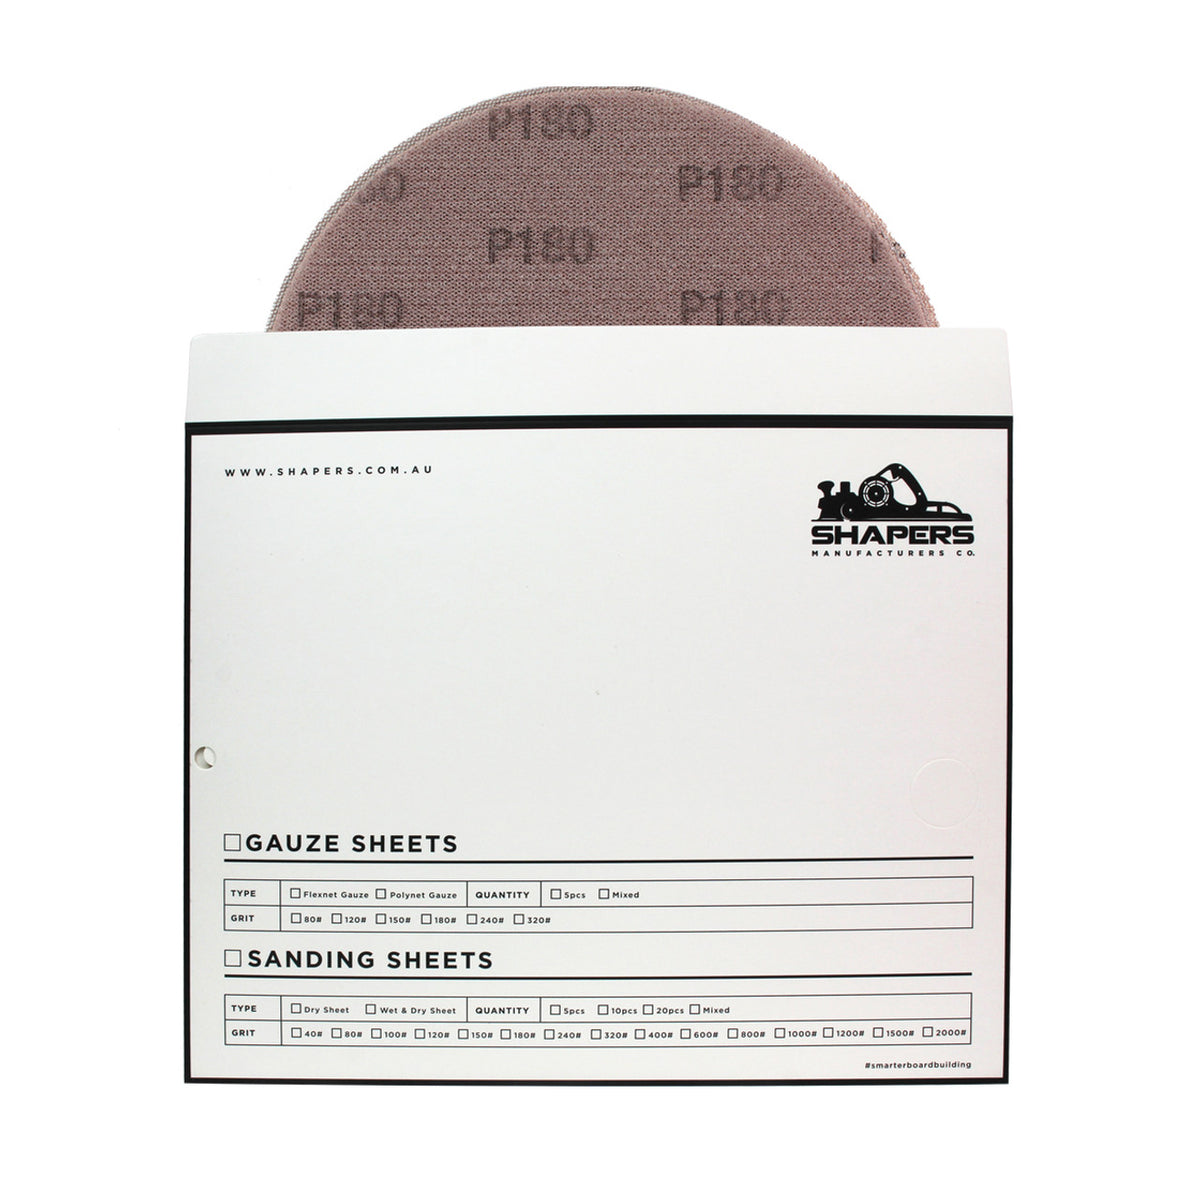 P180
P180
P180
P180
P180
WWW.SHAPERS.COM.AU
SHAPERS
MANUFACTURERS CO.
GAUZE SHEETS
TYPE Flexnet Gauze Polynet Gauze QUANTITY 5pcs Mixed
GRIT 80# 120# 150# 180# 240# 320#
SANDING SHEETS
TYPE Dry Sheet Wet & Dry Sheet QUANTITY 5pcs 10pcs 20pcs Mixed
GRIT 40# 80# 100# 120# 150# 180# 240# 320# 400# 600# 800# 1000# 1200# 1500# 2000#
#smarterboardbuilding